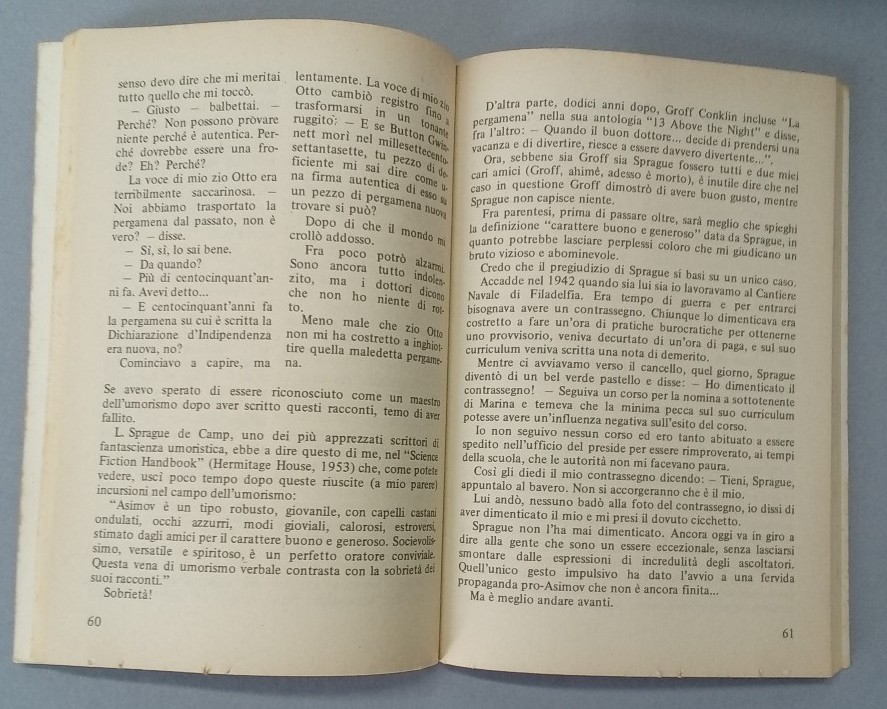 senso devo dire che mi meritai
tutto quello che mi toccò.
— Giusto — balbettai. —
Perché? Non possono provare
niente perché è autentica. Per-
ché dovrebbe essere una fro-
de? Eh? Perché?
La voce di mio zio Otto era
terribilmente saccarinosa. —
Noi abbiamo trasportato la
pergamena dal passato, non è
vero? — disse.
— Sì, sì, lo sai bene.
— Da quando?
— Più di centocinquant'an-
ni fa. Avevi detto...
— E centocinquant'anni fa
la pergamena su cui è scritta la
Dichiarazione d'Indipendenza
era nuova, no?
Cominciavo a capire, ma
lentamente. La voce di mio zio
Otto cambiò registro fino a
trasformarsi in un tonante
ruggito: — E se Button Gwin-
nett morì nel millesettecento-
settantasette, tu pezzo di de-
ficiente mi sai dire come u-
na firma autentica di esso su
un pezzo di pergamena nuova
trovare si può?
Dopo di che il mondo mi
crollò addosso.
Fra poco potrò alzarmi.
Sono ancora tutto indolen-
zito, ma i dottori dicono
che non ho niente di rot-
to.
Meno male che zio Otto
non mi ha costretto a inghiot-
tire quella maledetta pergame-
na.
Se avevo sperato di essere riconosciuto come un maestro
dell'umorismo dopo aver scritto questi racconti, temo di aver
fallito.
L. Sprague de Camp, uno dei più apprezzati scrittori di
fantascienza umoristica, ebbe a dire questo di me, nel "Science
Fiction Handbook" (Hermitage House, 1953) che, come potete
vedere, uscì poco tempo dopo queste riuscite (a mio parere)
incursioni nel campo dell'umorismo:
"Asimov è un tipo robusto, giovanile, con capelli castani
ondulati, occhi azzurri, modi gioviali, calorosi, estroversi,
stimato dagli amici per il carattere buono e generoso. Socievolis-
simo, versatile e spiritoso, è un perfetto oratore conviviale.
Questa vena di umorismo verbale contrasta con la sobrietà dei
suoi racconti."
Sobrietà!
60
D'altra parte, dodici anni dopo, Groff Conklin incluse "La
pergamena" nella sua antologia "13 Above the Night" e disse,
fra l'altro: — Quando il buon dottore... decide di prendersi una
vacanza e di divertire, riesce a essere davvero divertente...".
Ora, sebbene sia Groff sia Sprague fossero tutti e due miei
cari amici (Groff, ahimè, adesso è morto), è inutile dire che nel
caso in questione Groff dimostrò di avere buon gusto, mentre
Sprague non capisce niente.
Fra parentesi, prima di passare oltre, sarà meglio che spieghi
la definizione "carattere buono e generoso" data da Sprague, in
quanto potrebbe lasciare perplessi coloro che mi giudicano un
bruto vizioso e abominevole.
Credo che il pregiudizio di Sprague si basi su un unico caso.
Accadde nel 1942 quando sia lui sia io lavoravamo al Cantiere
Navale di Filadelfia. Era tempo di guerra e per entrarci
bisognava avere un contrassegno. Chiunque lo dimenticava era
costretto a fare un'ora di pratiche burocratiche per ottenerne
uno provvisorio, veniva decurtato di un'ora di paga, e sul suo
curriculum veniva scritta una nota di demerito.
Mentre ci avviavamo verso il cancello, quel giorno, Sprague
diventò di un bel verde pastello e disse: — Ho dimenticato il
contrassegno! — Seguiva un corso per la nomina a sottotenente
di Marina e temeva che la minima pecca sul suo curriculum
potesse avere un'influenza negativa sull'esito del corso.
Io non seguivo nessun corso ed ero tanto abituato a essere
spedito nell'ufficio del preside per essere rimproverato, ai tempi
della scuola, che le autorità non mi facevano paura.
Così gli diedi il mio contrassegno dicendo: — Tieni, Sprague,
appuntalo al bavero. Non si accorgeranno che è il mio.
Lui andò, nessuno badò alla foto del contrassegno, io dissi di
aver dimenticato il mio e mi presi il dovuto cicchetto.
Sprague non l'ha mai dimenticato. Ancora oggi va in giro a
dire alla gente che sono un essere eccezionale, senza lasciarsi
smontare dalle espressioni di incredulità degli ascoltatori.
Quell'unico gesto impulsivo ha dato l'avvio a una fervida
propaganda pro-Asimov che non è ancora finita...
Ma è meglio andare avanti.
61